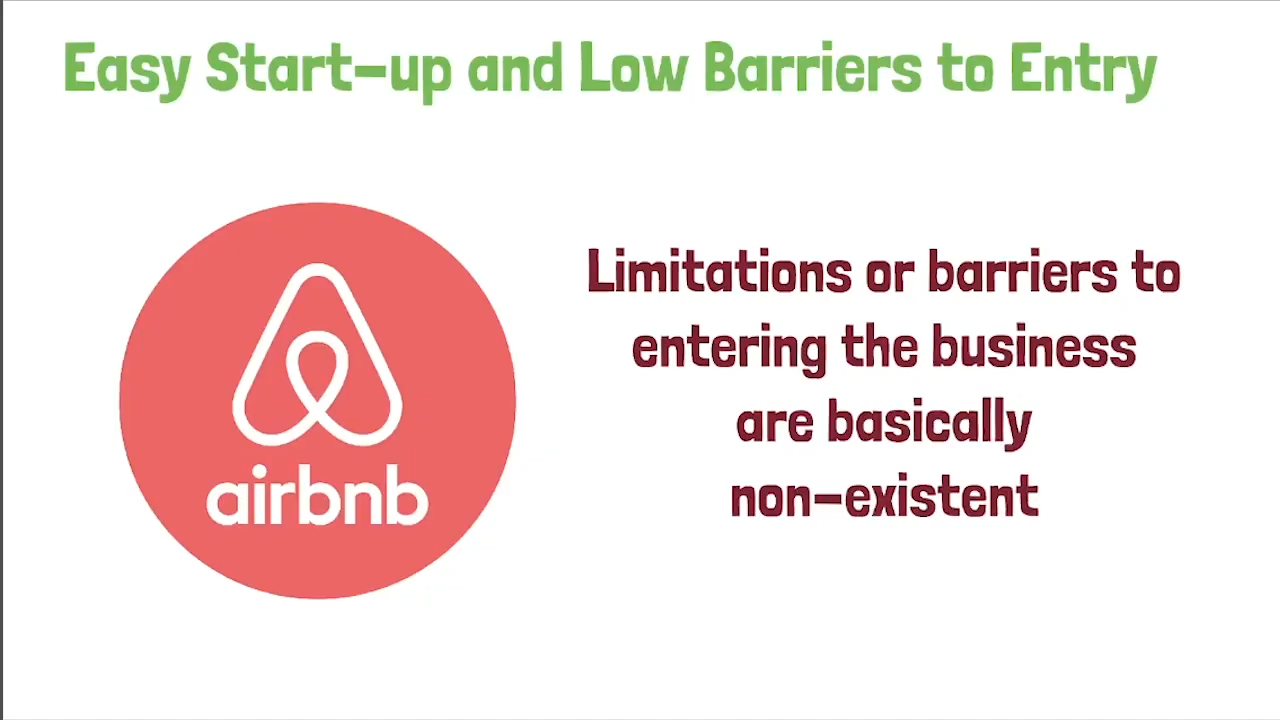 Easy Start-up and Low Barriers to Entry
airbnb
Limitations or barriers to
entering the business
are basically
non-existent